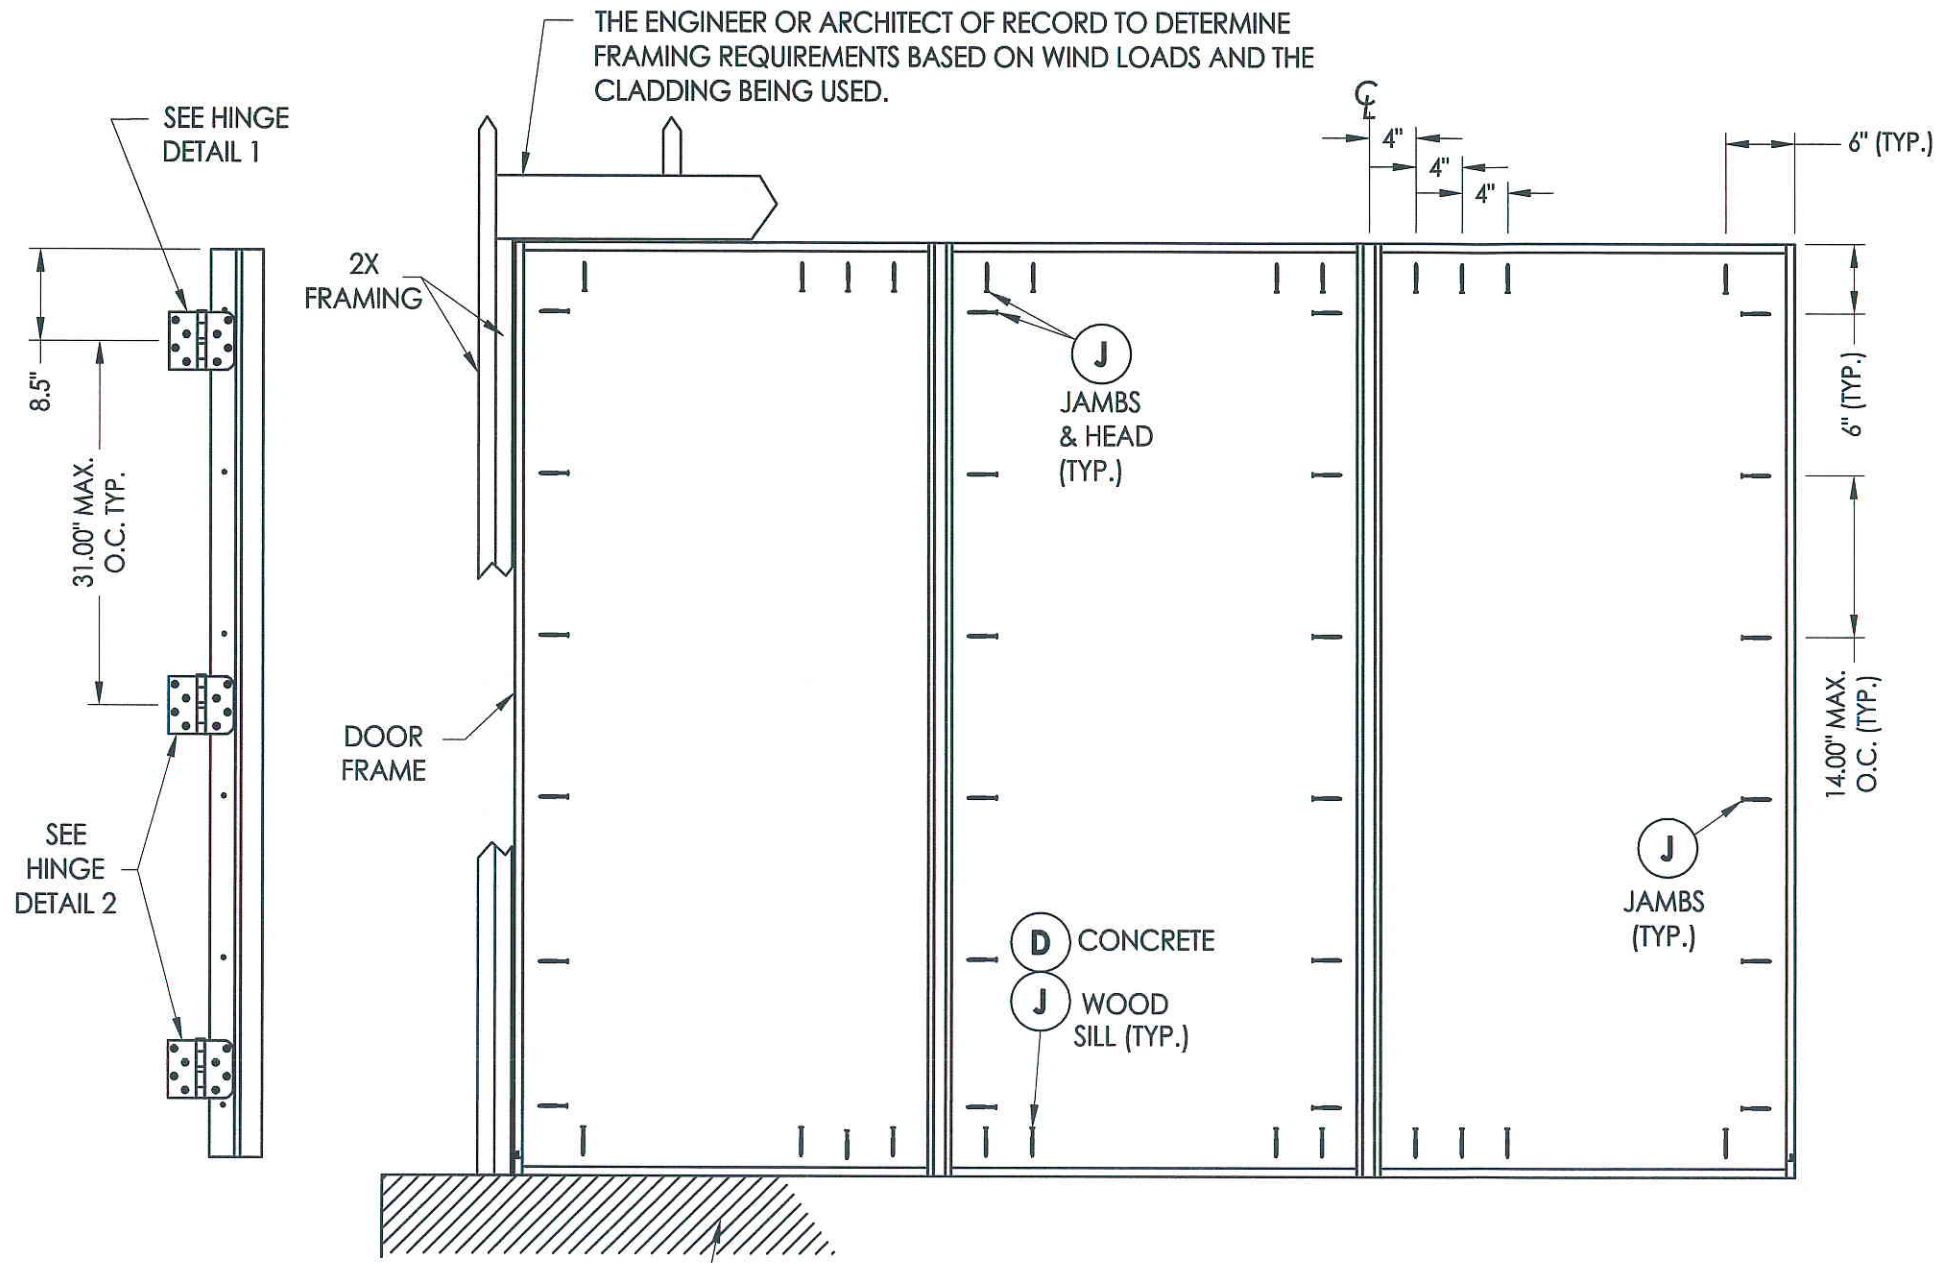 THE ENGINEER OR ARCHITECT OF RECORD TO DETERMINE
FRAMING REQUIREMENTS BASED ON WIND LOADS AND THE
CLADDING BEING USED.
SEE HINGE
DETAIL 1
℄
4"
4"
4"
6" (TYP.)
2X
FRAMING
8.5"
31.00" MAX.
O.C. TYP.
J
JAMBS
& HEAD
(TYP.)
6" (TYP.)
14.00" MAX.
O.C. (TYP.)
DOOR
FRAME
SEE
HINGE
DETAIL 2
J
JAMBS
(TYP.)
D CONCRETE
J WOOD
SILL (TYP.)